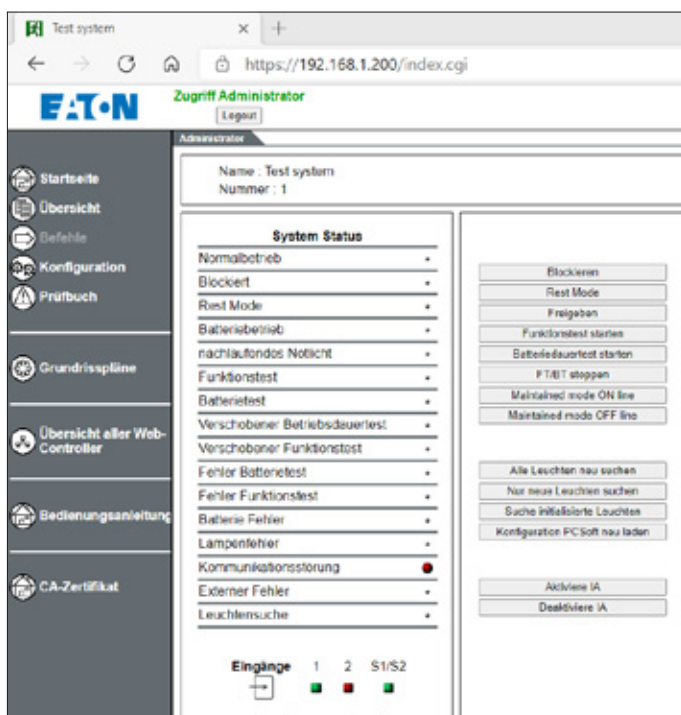 Test system
https://192.168.1.200/index.cgi
EATON
Zugriff Administrator
Logout
Administrator
Startseite
Übersicht
Befehle
Konfiguration
Prüfbuch
Grundrisspläne
Übersicht aller Web-
Controller
Bedienungsanleitung
CA-Zertifikat
Name : Test system
Nummer : 1
System Status
Normalbetrieb
Blockiert
Rest Mode
Batteriebetrieb
nachlaufendes Notlicht
Funktionstest
Batterietest
Verschobener Betriebsdauertest
Verschobener Funktionstest
Fehler Batterietest
Fehler Funktionstest
Batterie Fehler
Lampenfehler
Kommunikationsstörung
Externer Fehler
Leuchtensuche
Eingänge 1 2 S1/S2
Blockieren
Rest Mode
Freigeben
Funktionstest starten
Batteriedauertest starten
FT/BT stoppen
Maintained mode ON line
Maintained mode OFF line
Alle Leuchten neu suchen
Nur neue Leuchten suchen
Suche initialisierte Leuchten
Konfiguration PCSoft neu laden
Aktiviere IA
Deaktiviere IA